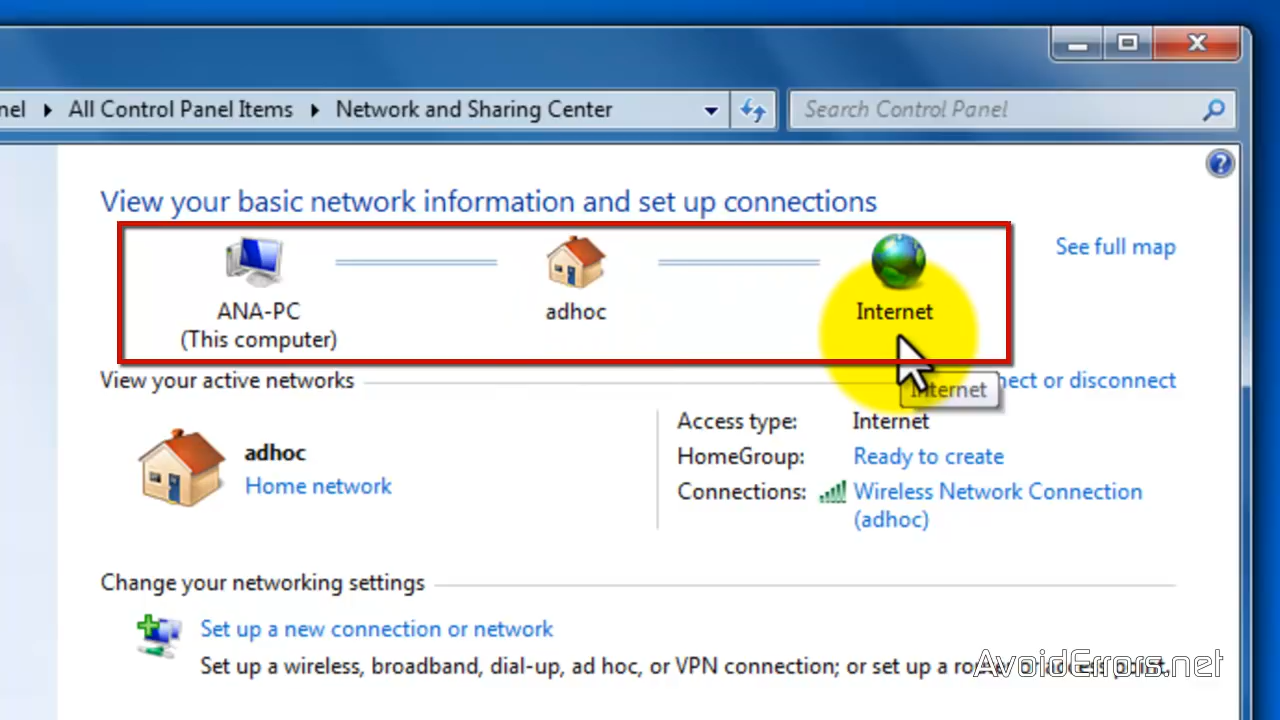 All Control Panel Items
Network and Sharing Center
Search Control Panel
View your basic network information and set up connections
See full map
ANA-PC
(This computer)
adhoc
Internet
View your active networks
or disconnect
Internet
adhoc
Home network
Access type: Internet
HomeGroup: Ready to create
Connections: Wireless Network Connection
(adhoc)
Change your networking settings
Set up a new connection or network
Set up a wireless, broadband, dial-up, ad hoc, or VPN connection; or set up a router or access point.
AvoidErrors.net